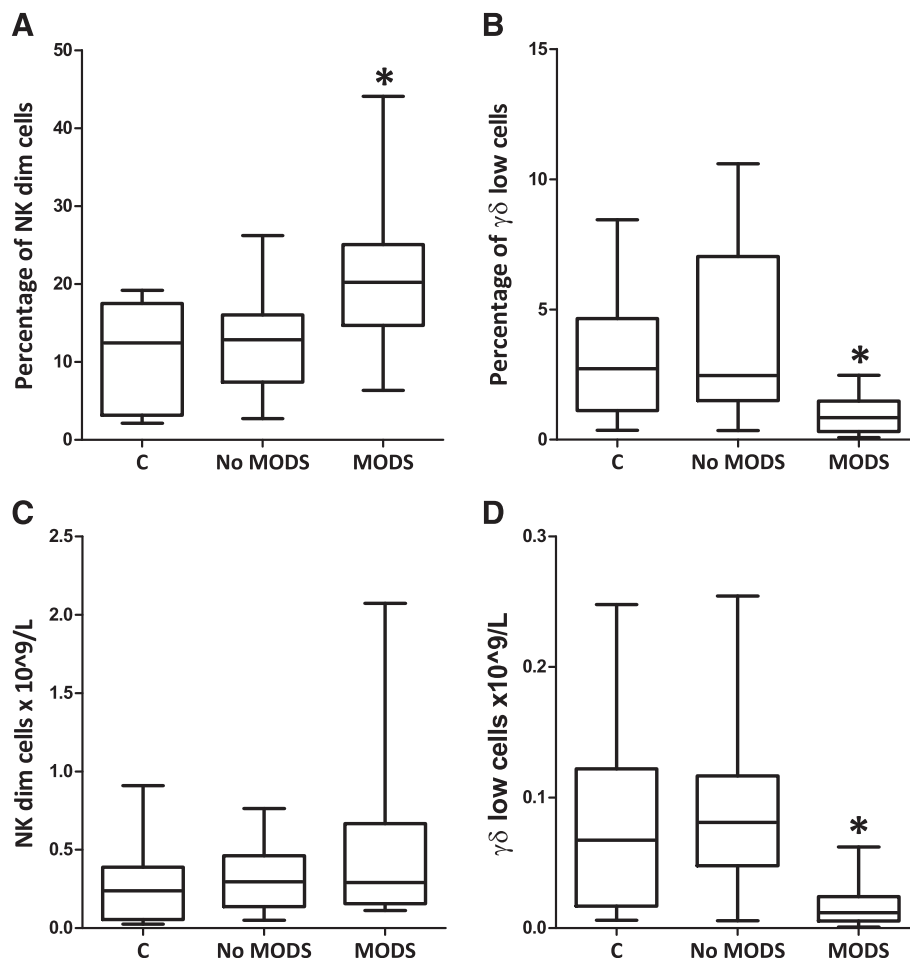 A
Percentage of NK dim cells
50
40
30
20
10
0
*
C No MODS MODS
B
Percentage of γδ low cells
15
10
5
0
*
C No MODS MODS
C
NK dim cells x 10^9/L
2.5
2.0
1.5
1.0
0.5
0.0
C No MODS MODS
D
γδ low cells x10^9/L
0.3
0.2
0.1
0.0
*
C No MODS MODS